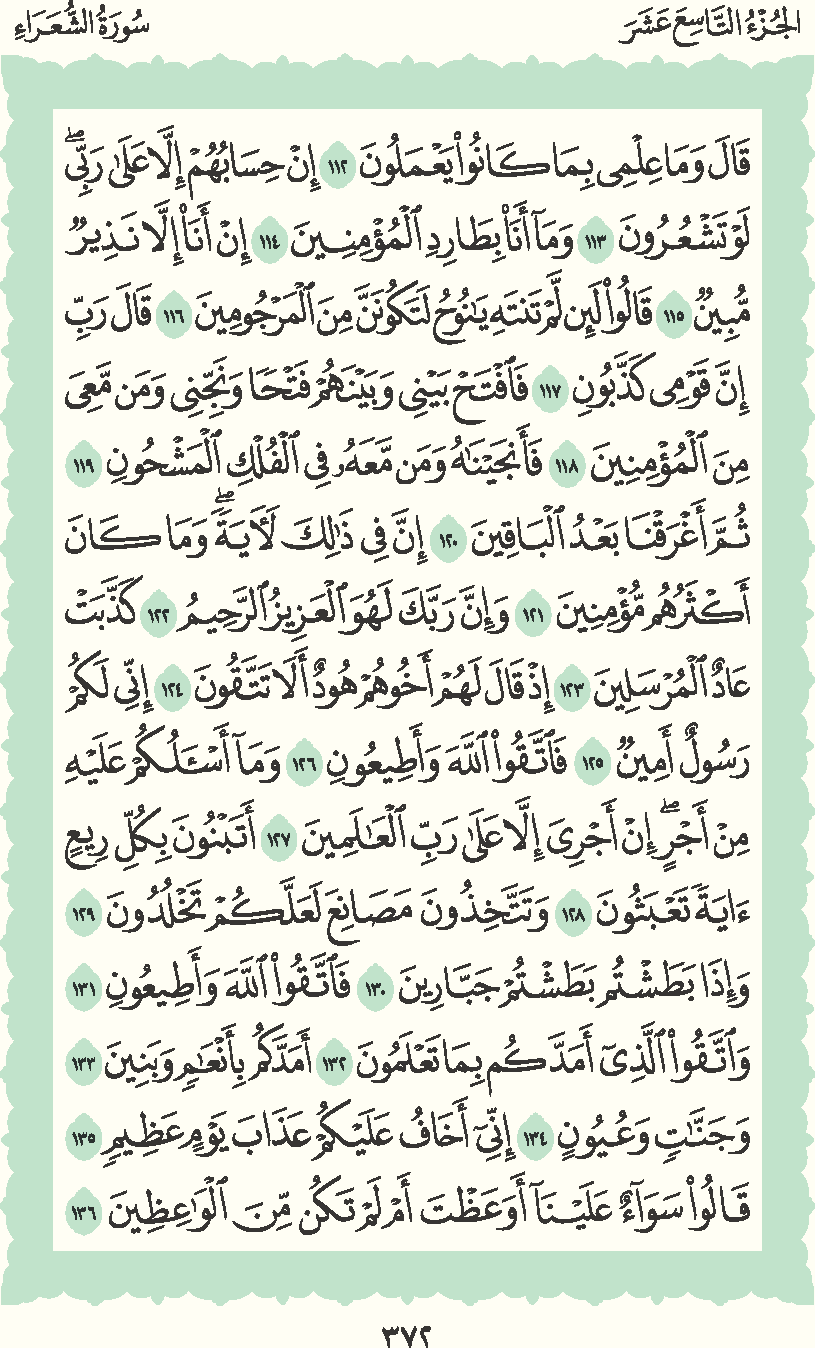 الجُزْءُ التَّاسِعَ عَشَرَ
سُورَةُ الشُّعَرَاءِ
قَالَ وَمَا عِلْمِى بِمَا كَانُوا۟ يَعْمَلُونَ ١١٢ إِنْ حِسَابُهُمْ إِلَّا عَلَىٰ رَبِّىۖ
لَوْ تَشْعُرُونَ ١١٣ وَمَآ أَنَا۠ بِطَارِدِ ٱلْمُؤْمِنِينَ ١١٤ إِنْ أَنَا۠ إِلَّا نَذِيرٌ
مُّبِينٌ ١١٥ قَالُوا۟ لَئِن لَّمْ تَنتَهِ يَـٰنُوحُ لَتَكُونَنَّ مِنَ ٱلْمَرْجُومِينَ ١١٦ قَالَ رَبِّ
إِنَّ قَوْمِى كَذَّبُونِ ١١٧ فَٱفْتَحْ بَيْنِى وَبَيْنَهُمْ فَتْحًا وَنَجِّنِى وَمَن مَّعِىَ
مِنَ ٱلْمُؤْمِنِينَ ١١٨ فَأَنجَيْنَـٰهُ وَمَن مَّعَهُۥ فِى ٱلْفُلْكِ ٱلْمَشْحُونِ ١١٩
ثُمَّ أَغْرَقْنَا بَعْدُ ٱلْبَاقِينَ ١٢٠ إِنَّ فِى ذَٰلِكَ لَـَٔايَةًۖ وَمَا كَانَ
أَكْثَرُهُم مُّؤْمِنِينَ ١٢١ وَإِنَّ رَبَّكَ لَهُوَ ٱلْعَزِيزُ ٱلرَّحِيمُ ١٢٢ كَذَّبَتْ
عَادٌ ٱلْمُرْسَلِينَ ١٢٣ إِذْ قَالَ لَهُمْ أَخُوهُمْ هُودٌ أَلَا تَتَّقُونَ ١٢٤ إِنِّى لَكُمْ
رَسُولٌ أَمِينٌ ١٢٥ فَٱتَّقُوا۟ ٱللَّهَ وَأَطِيعُونِ ١٢٦ وَمَآ أَسْـَٔلُكُمْ عَلَيْهِ
مِنْ أَجْرٍۖ إِنْ أَجْرِىَ إِلَّا عَلَىٰ رَبِّ ٱلْعَـٰلَمِينَ ١٢٧ أَتَبْنُونَ بِكُلِّ رِيعٍ
ءَايَةً تَعْبَثُونَ ١٢٨ وَتَتَّخِذُونَ مَصَانِعَ لَعَلَّكُمْ تَخْلُدُونَ ١٢٩
وَإِذَا بَطَشْتُم بَطَشْتُمْ جَبَّارِينَ ١٣٠ فَٱتَّقُوا۟ ٱللَّهَ وَأَطِيعُونِ ١٣١
وَٱتَّقُوا۟ ٱلَّذِىٓ أَمَدَّكُم بِمَا تَعْلَمُونَ ١٣٢ أَمَدَّكُم بِأَنْعَـٰمٍ وَبَنِينَ ١٣٣
وَجَنَّـٰتٍ وَعُيُونٍ ١٣٤ إِنِّىٓ أَخَافُ عَلَيْكُمْ عَذَابَ يَوْمٍ عَظِيمٍ ١٣٥
قَالُوا۟ سَوَآءٌ عَلَيْنَآ أَوَعَظْتَ أَمْ لَمْ تَكُن مِّنَ ٱلْوَٰعِظِينَ ١٣٦
٣٧٢